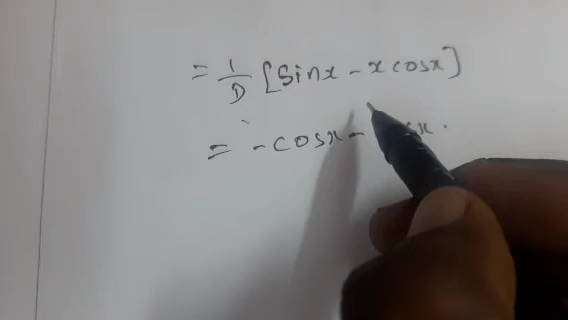 = 1/D [Sinx - x cosx]
= - cosx -